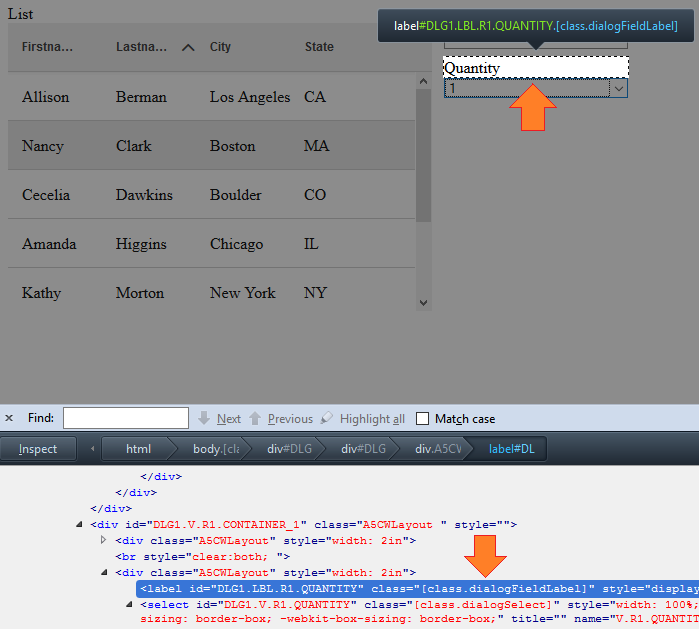 List
label#DLG1.LBL.R1.QUANTITY.[class.dialogFieldLabel]
Firstna... Lastna... City State
Allison Berman Los Angeles CA
Nancy Clark Boston MA
Cecelia Dawkins Boulder CO
Amanda Higgins Chicago IL
Kathy Morton New York NY
Quantity
1
× Find: Next Previous Highlight all Match case
Inspect html body.[cla div#DLG div#DLG div.A5CW label#DL
</div>
</div>
</div>
<div id="DLG1.V.R1.CONTAINER_1" class="A5CWLayout " style="">
<div class="A5CWLayout" style="width: 2in">
<br style="clear:both; ">
<div class="A5CWLayout" style="width: 2in">
<label id="DLG1.LBL.R1.QUANTITY" class="[class.dialogFieldLabel]" style="display
<select id="DLG1.V.R1.QUANTITY" class="[class.dialogSelect]" style="width: 100%;
sizing: border-box; -webkit-box-sizing: border-box;" title="" name="V.R1.QUANTIT